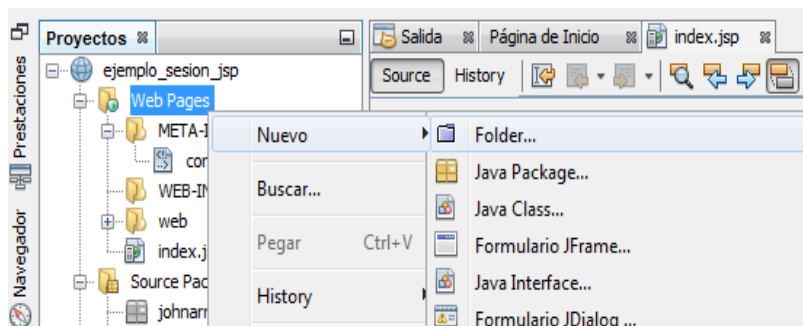 Proyectos
Salida
Página de Inicio
index.jsp
Prestaciones
Navegador
ejemplo_sesion_jsp
Source
History
Web Pages
META-I
Nuevo
Folder...
con
Java Package...
WEB-IN
Buscar...
web
Java Class...
index.j
Pegar
Ctrl+V
Formulario JFrame...
Source Pac
History
Java Interface...
johnarr
Formulario JDialog ...